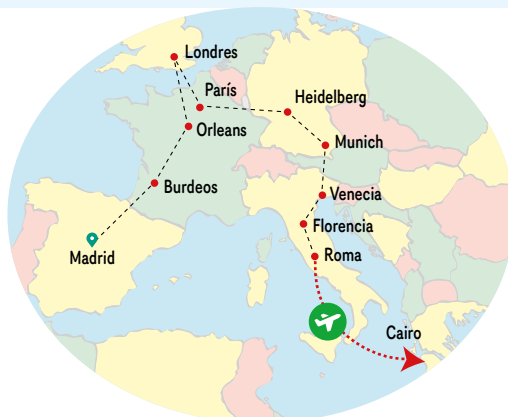 Londres
París
Heidelberg
Orleans
Munich
Burdeos
Venecia
Florencia
Madrid
Roma
Cairo